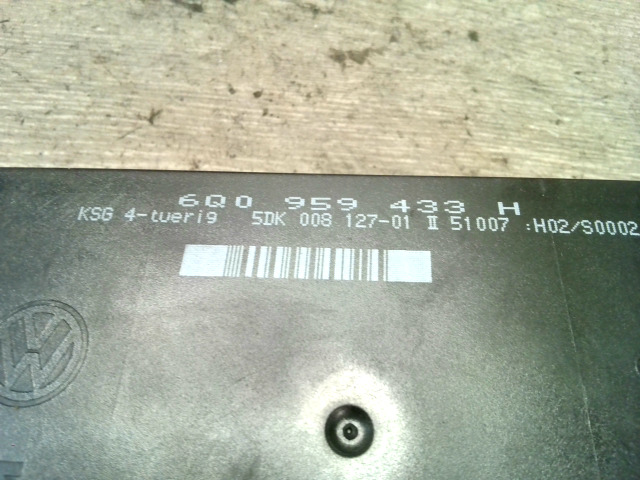 6Q0 959 433 H
KSG 4-tuerig 5DK 008 127-01 II 51007 :H02/S0002